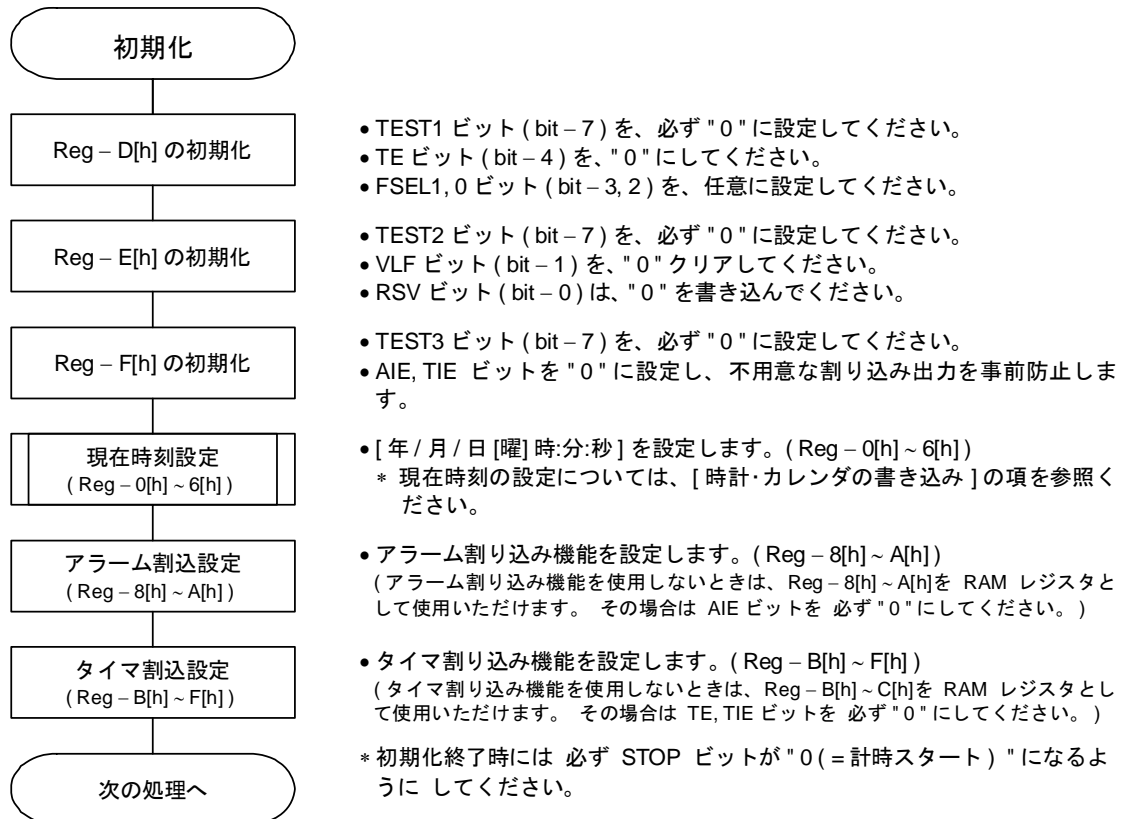 初期化
Reg – D[h] の初期化
• TEST1 ビット ( bit – 7 ) を、必ず " 0 " に設定してください。
• TE ビット ( bit – 4 ) を、" 0 " にしてください。
• FSEL1, 0 ビット ( bit – 3, 2 ) を、任意に設定してください。
Reg – E[h] の初期化
• TEST2 ビット ( bit – 7 ) を、必ず " 0 " に設定してください。
• VLF ビット ( bit – 1 ) を、" 0 " クリアしてください。
• RSV ビット ( bit – 0 ) は、" 0 " を書き込んでください。
Reg – F[h] の初期化
• TEST3 ビット ( bit – 7 ) を、必ず " 0 " に設定してください。
• AIE, TIE ビットを " 0 " に設定し、不用意な割り込み出力を事前防止しま
す。
現在時刻設定
( Reg – 0[h] ~ 6[h] )
• [ 年 / 月 / 日 [曜] 時:分:秒 ] を設定します。( Reg – 0[h] ~ 6[h] )
* 現在時刻の設定については、[ 時計･カレンダの書き込み ] の項を参照く
ださい。
アラーム割込設定
( Reg – 8[h] ~ A[h] )
• アラーム割り込み機能を設定します。( Reg – 8[h] ~ A[h] )
( アラーム割り込み機能を使用しないときは、Reg – 8[h] ~ A[h]を RAM レジスタと
して使用いただけます。 その場合は AIE ビットを 必ず " 0 " にしてください。 )
タイマ割込設定
( Reg – B[h] ~ F[h] )
• タイマ割り込み機能を設定します。( Reg – B[h] ~ F[h] )
( タイマ割り込み機能を使用しないときは、Reg – B[h] ~ C[h]を RAM レジスタとし
て使用いただけます。 その場合は TE, TIE ビットを 必ず " 0 " にしてください。 )
次の処理へ
* 初期化終了時には 必ず STOP ビットが " 0 ( = 計時スタート ) " になるよ
うに してください。